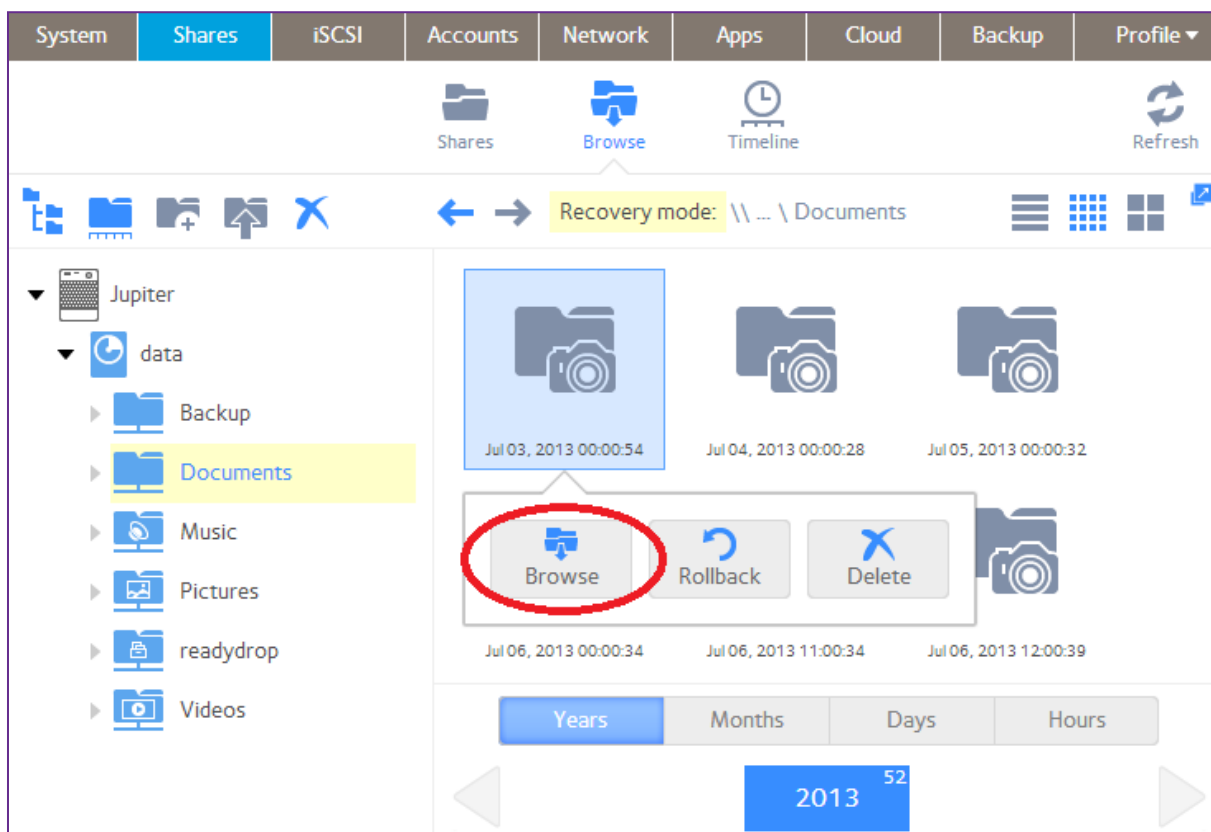 System Shares iSCSI Accounts Network Apps Cloud Backup Profile
Shares Browse Timeline Refresh
Recovery mode: \\ ... \ Documents
Jupiter
data
Backup
Documents
Music
Pictures
readydrop
Videos
Jul 03, 2013 00:00:54 Jul 04, 2013 00:00:28 Jul 05, 2013 00:00:32
Browse Rollback Delete
Jul 06, 2013 00:00:34 Jul 06, 2013 11:00:34 Jul 06, 2013 12:00:39
Years Months Days Hours
52
2013